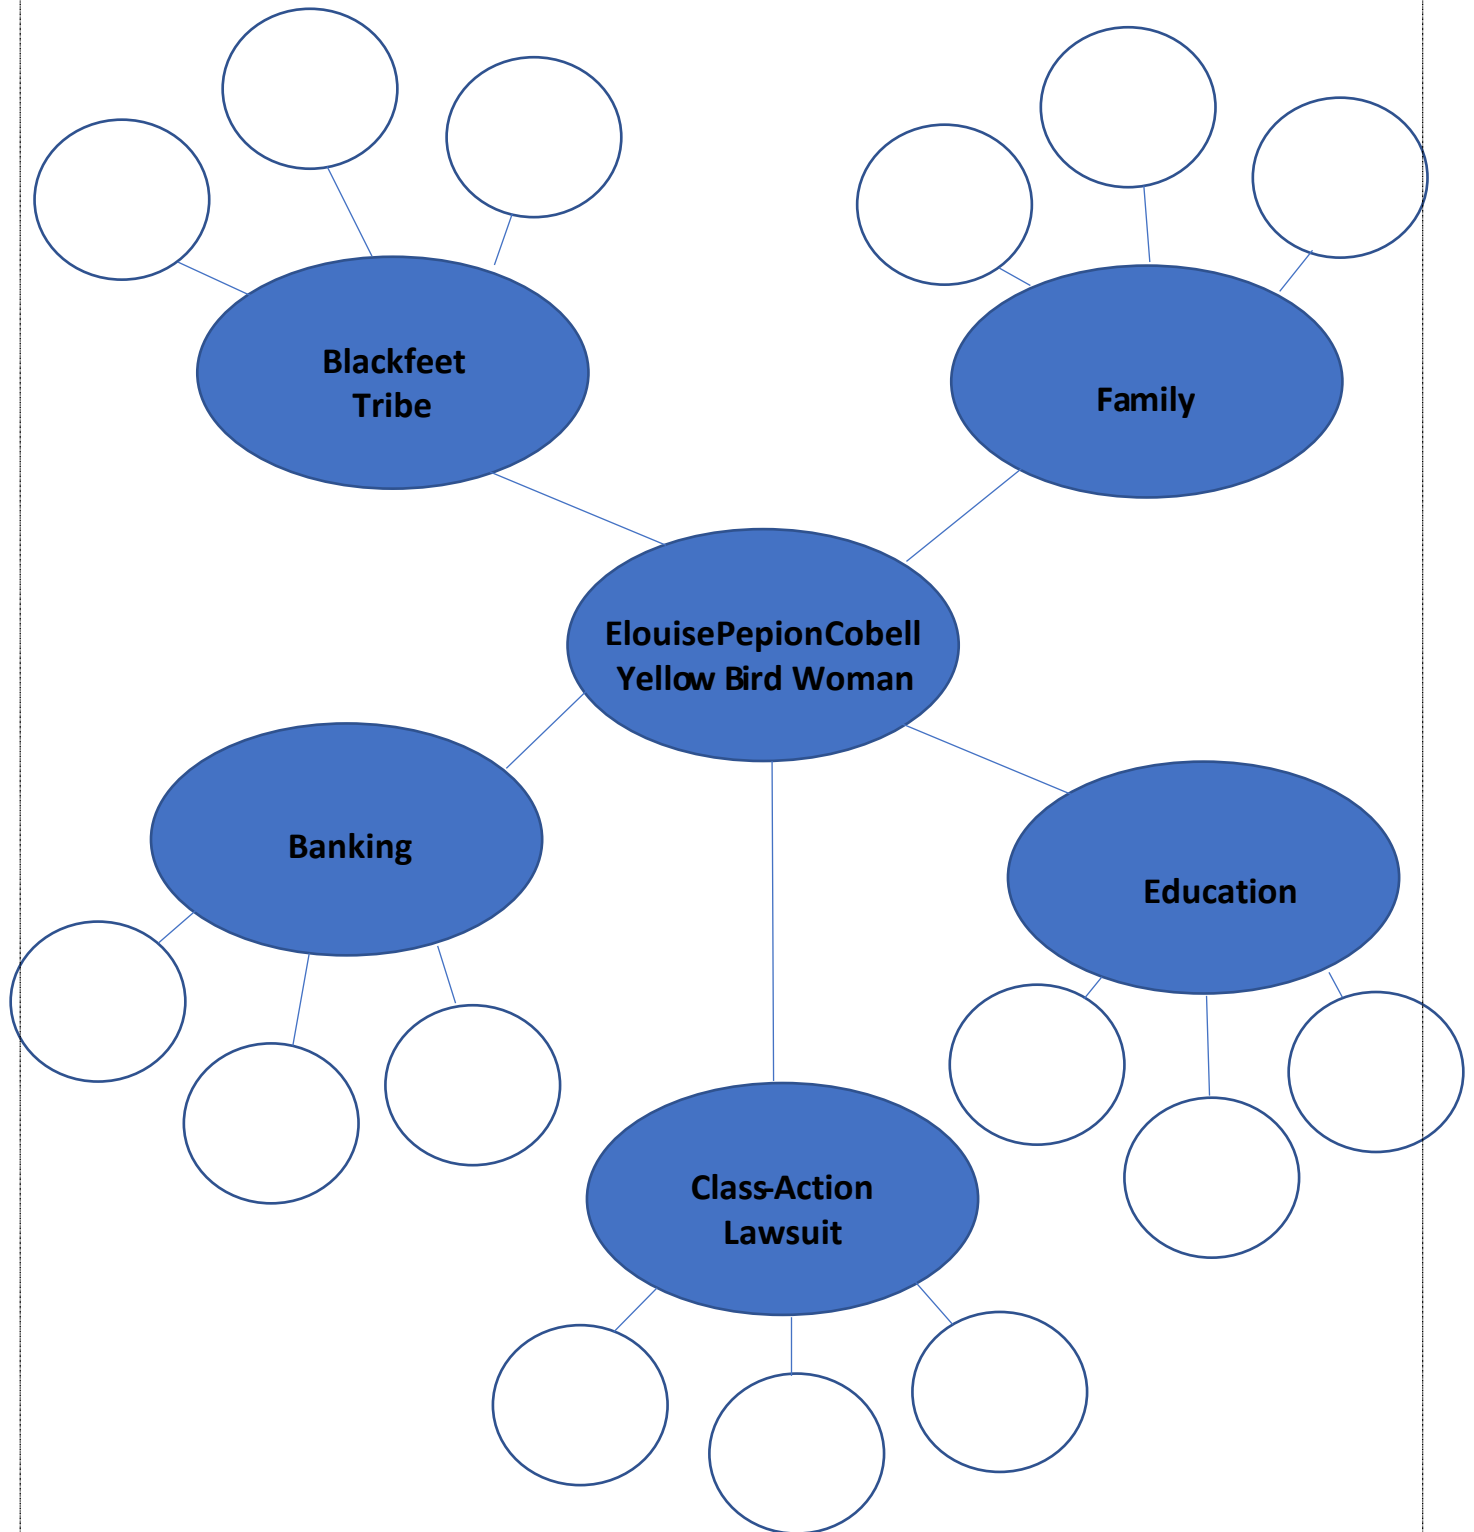 Blackfeet
Tribe
Family
ElouisePepionCobell
Yellow Bird Woman
Banking
Education
Class-Action
Lawsuit